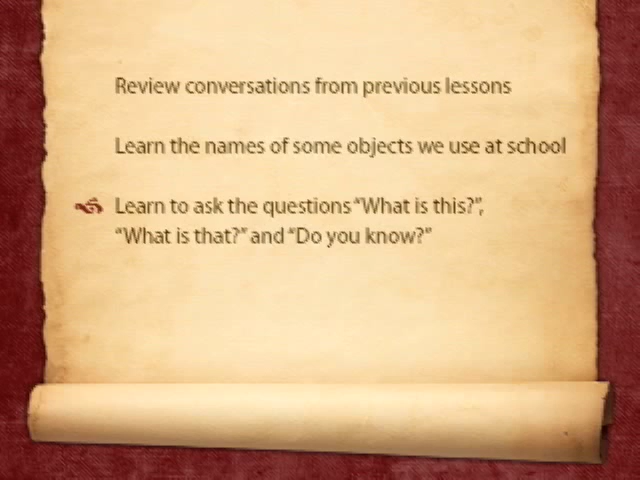 Review conversations from previous lessons
Learn the names of some objects we use at school
Learn to ask the questions “What is this?”,
“What is that?” and “Do you know?”